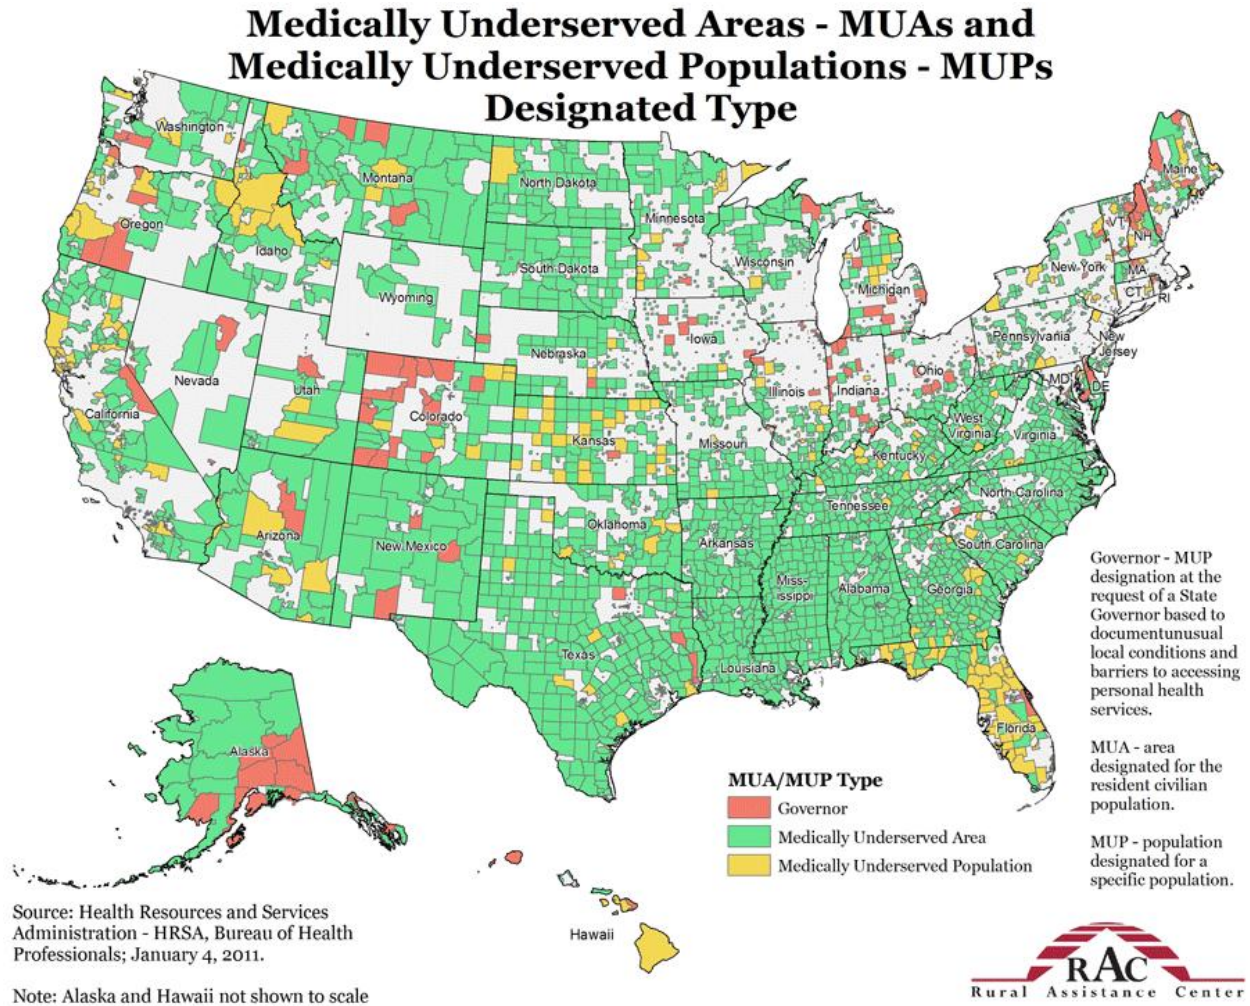 Medically Underserved Areas - MUAs and
Medically Underserved Populations - MUPs
Designated Type
Washington
Montana
North Dakota
Minnesota
Maine
Oregon
Idaho
South Dakota
Wisconsin
Michigan
New York
VT
NH
MA
CT
RI
Wyoming
Nebraska
Iowa
Pennsylvania
New
Jersey
Nevada
Utah
Colorado
Illinois
Indiana
Ohio
MD
DE
California
Kansas
Missouri
West
Virginia
Virginia
Kentucky
Arizona
New Mexico
Oklahoma
Arkansas
Tennessee
North Carolina
South Carolina
Miss-
issippi
Alabama
Georgia
Texas
Louisiana
Florida
Alaska
Hawaii
Governor - MUP
designation at the
request of a State
Governor based to
documentunusual
local conditions and
barriers to accessing
personal health
services.
MUA - area
designated for the
resident civilian
population.
MUP - population
designated for a
specific population.
MUA/MUP Type
Governor
Medically Underserved Area
Medically Underserved Population
Source: Health Resources and Services
Administration - HRSA, Bureau of Health
Professionals; January 4, 2011.
Note: Alaska and Hawaii not shown to scale
RAC
Rural Assistance Center